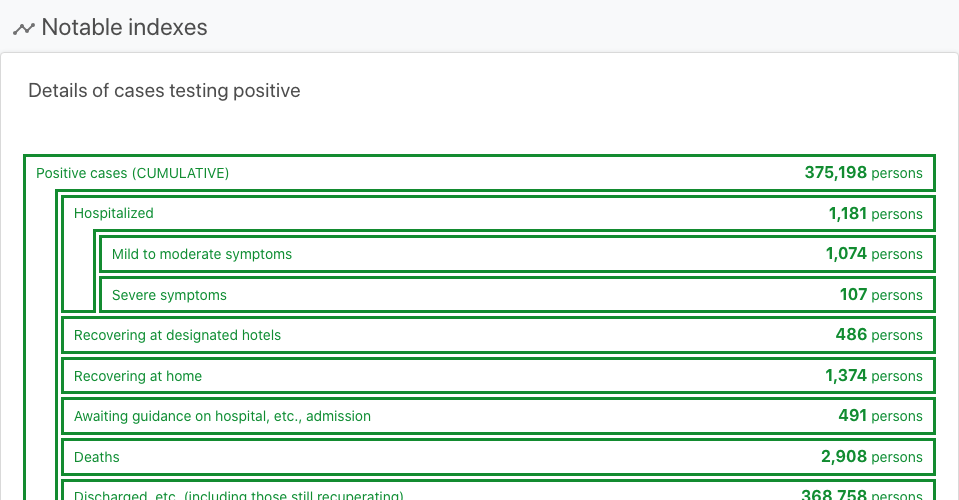 Notable indexes
Details of cases testing positive
Positive cases (CUMULATIVE) 375,198 persons
Hospitalized 1,181 persons
Mild to moderate symptoms 1,074 persons
Severe symptoms 107 persons
Recovering at designated hotels 486 persons
Recovering at home 1,374 persons
Awaiting guidance on hospital, etc., admission 491 persons
Deaths 2,908 persons
Discharged, etc. (including those still recuperating) 368,758 persons